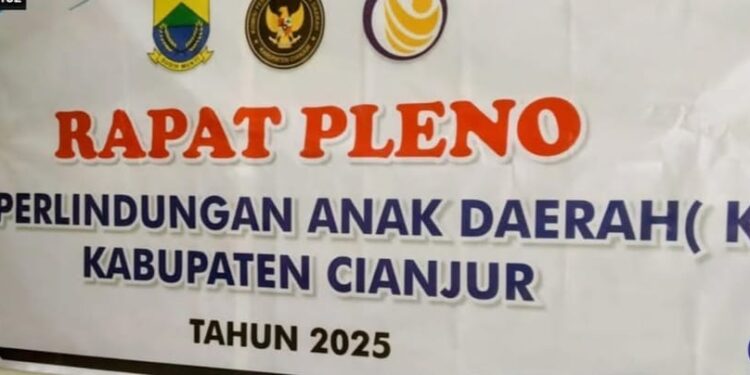 RAPAT PLENO
PERLINDUNGAN ANAK DAERAH( K
KABUPATEN CIANJUR
TAHUN 2025